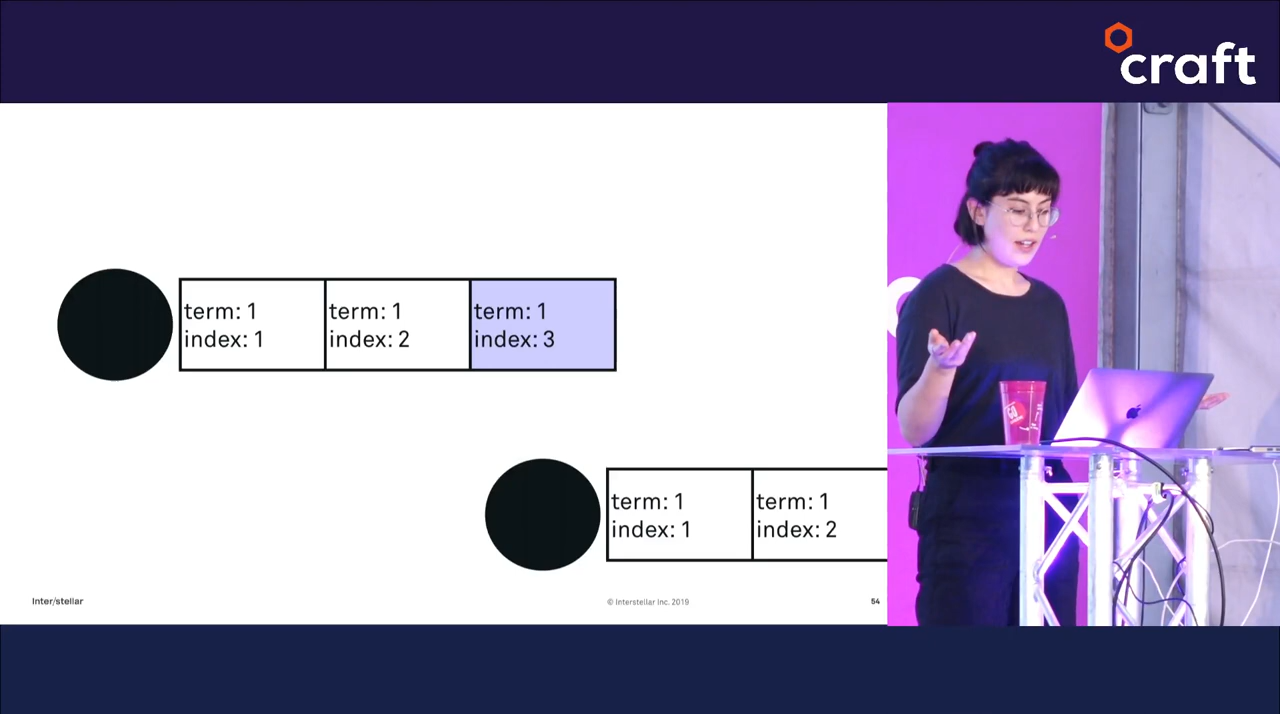 craft
term: 1
index: 1
term: 1
index: 2
term: 1
index: 3
term: 1
index: 1
term: 1
index: 2
Inter/stellar
© Interstellar Inc. 2019
54
GO